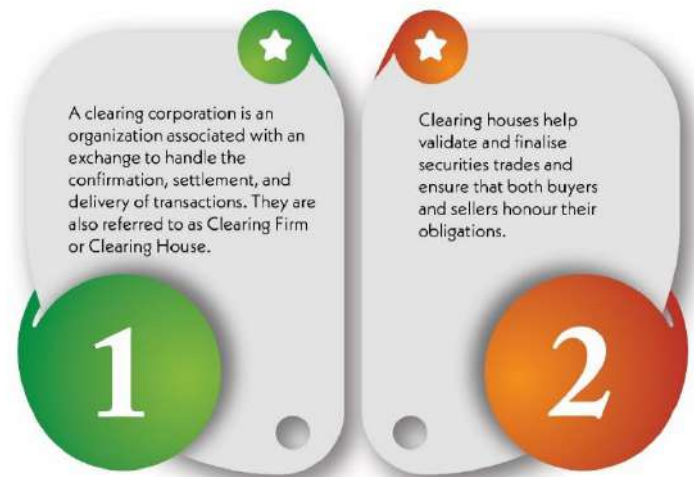 A clearing corporation is an
organization associated with an
exchange to handle the
confirmation, settlement, and
delivery of transactions. They are
also referred to as Clearing Firm
or Clearing House.
1
Clearing houses help
validate and finalise
securities trades and
ensure that both buyers
and sellers honour their
obligations.
2